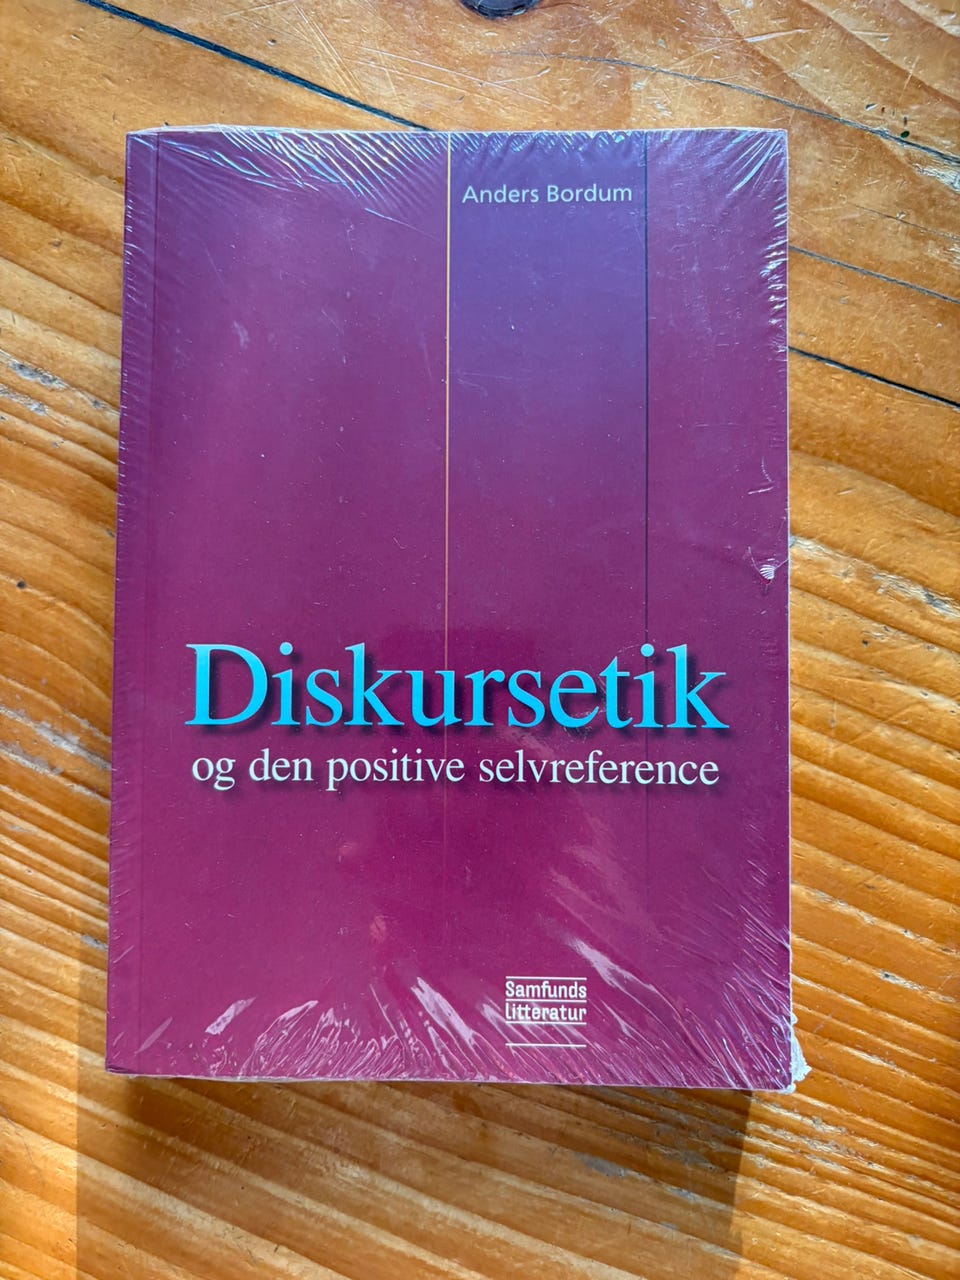 Anders Bordum
Diskursetik
og den positive selvreference
Samfunds
litteratur